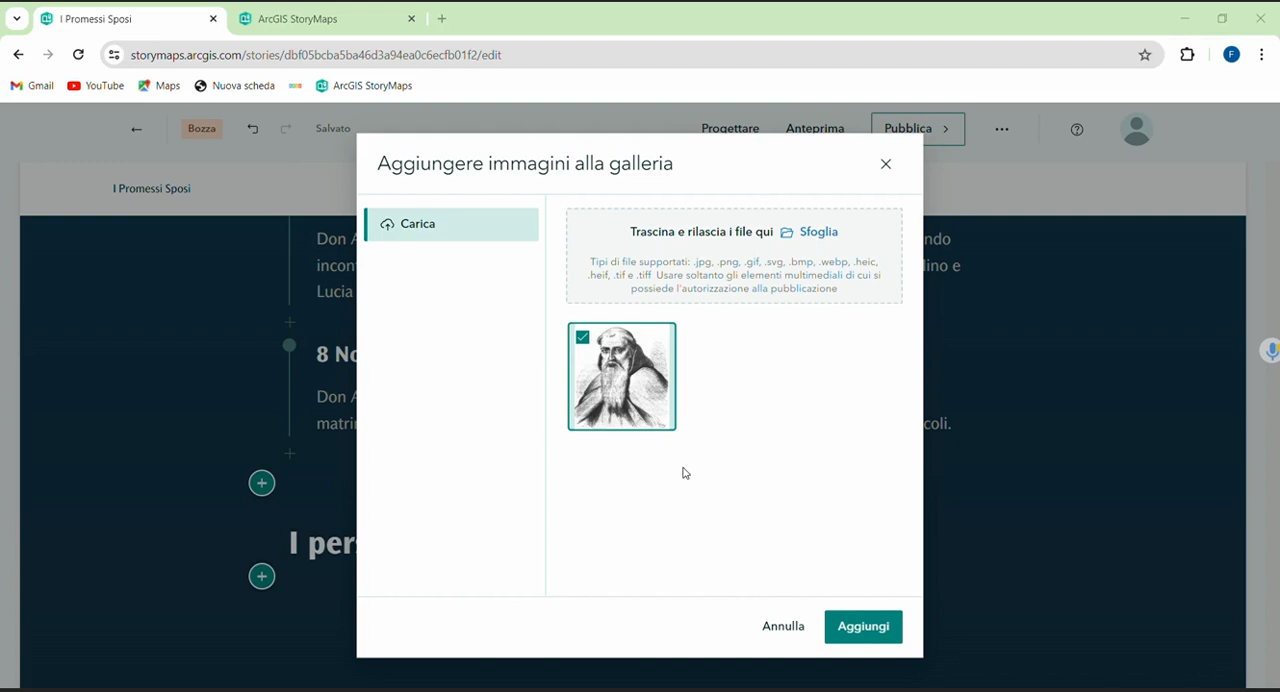 I Promessi Sposi
ArcGIS StoryMaps
storymaps.arcgis.com/stories/dbf05bcba5ba46d3a94ea0c6ecfb01f2/edit
F
Gmail
YouTube
Maps
Nuova scheda
ArcGIS StoryMaps
Bozza
Salvato
Progettare
Anteprima
Pubblica
Aggiungere immagini alla galleria
I Promessi Sposi
Carica
Trascina e rilascia i file qui Sfoglia
Tipi di file supportati: .jpg, .png, .gif, .svg, .bmp, .webp, .heic,
.heif, .tif e .tiff Usare soltanto gli elementi multimediali di cui si
possiede l'autorizzazione alla pubblicazione
Don A
ndo
incon
lino e
Lucia
8 No
Don A
matri
coli.
I pers
Annulla
Aggiungi